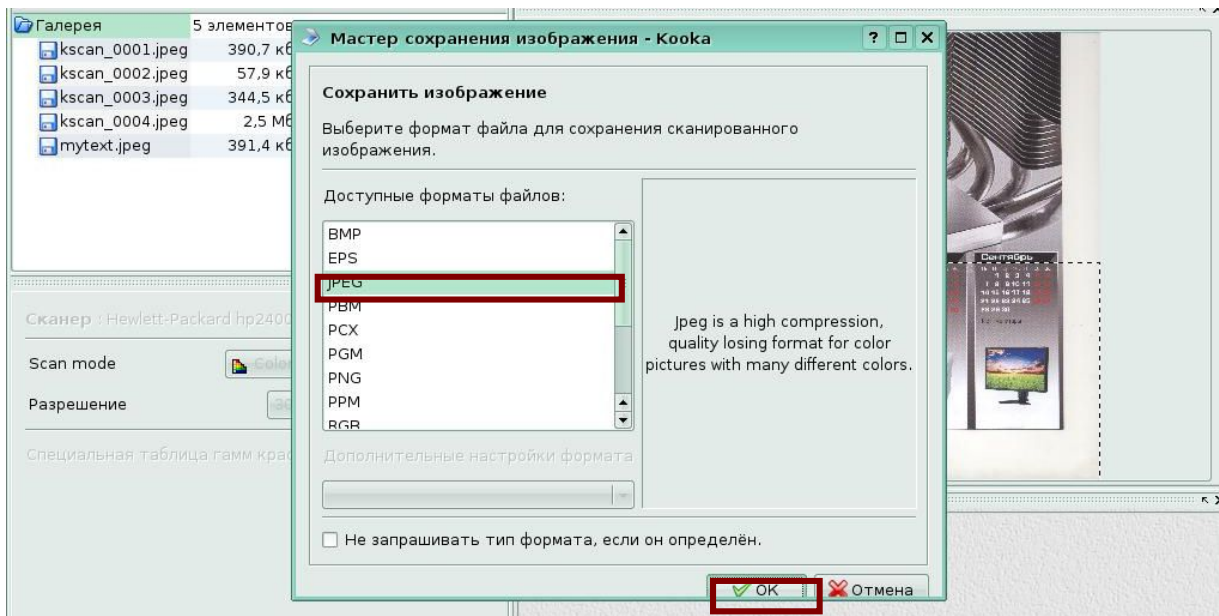 Галерея 5 элементов
kscan_0001.jpeg 390,7 кб
kscan_0002.jpeg 57,9 кб
kscan_0003.jpeg 344,5 кб
kscan_0004.jpeg 2,5 Мб
mytext.jpeg 391,4 кб
Сканер : Hewlett-Packard hp2400
Scan mode Color
Разрешение 30
Специальная таблица гамм крас
Мастер сохранения изображения - Kooka
Сохранить изображение
Выберите формат файла для сохранения сканированного
изображения.
Доступные форматы файлов:
BMP
EPS
JPEG
PBM
PCX
PGM
PNG
PPM
RGB
Jpeg is a high compression,
quality losing format for color
pictures with many different colors.
Дополнительные настройки формата
Не запрашивать тип формата, если он определён.
OK Отмена
Сентябрь